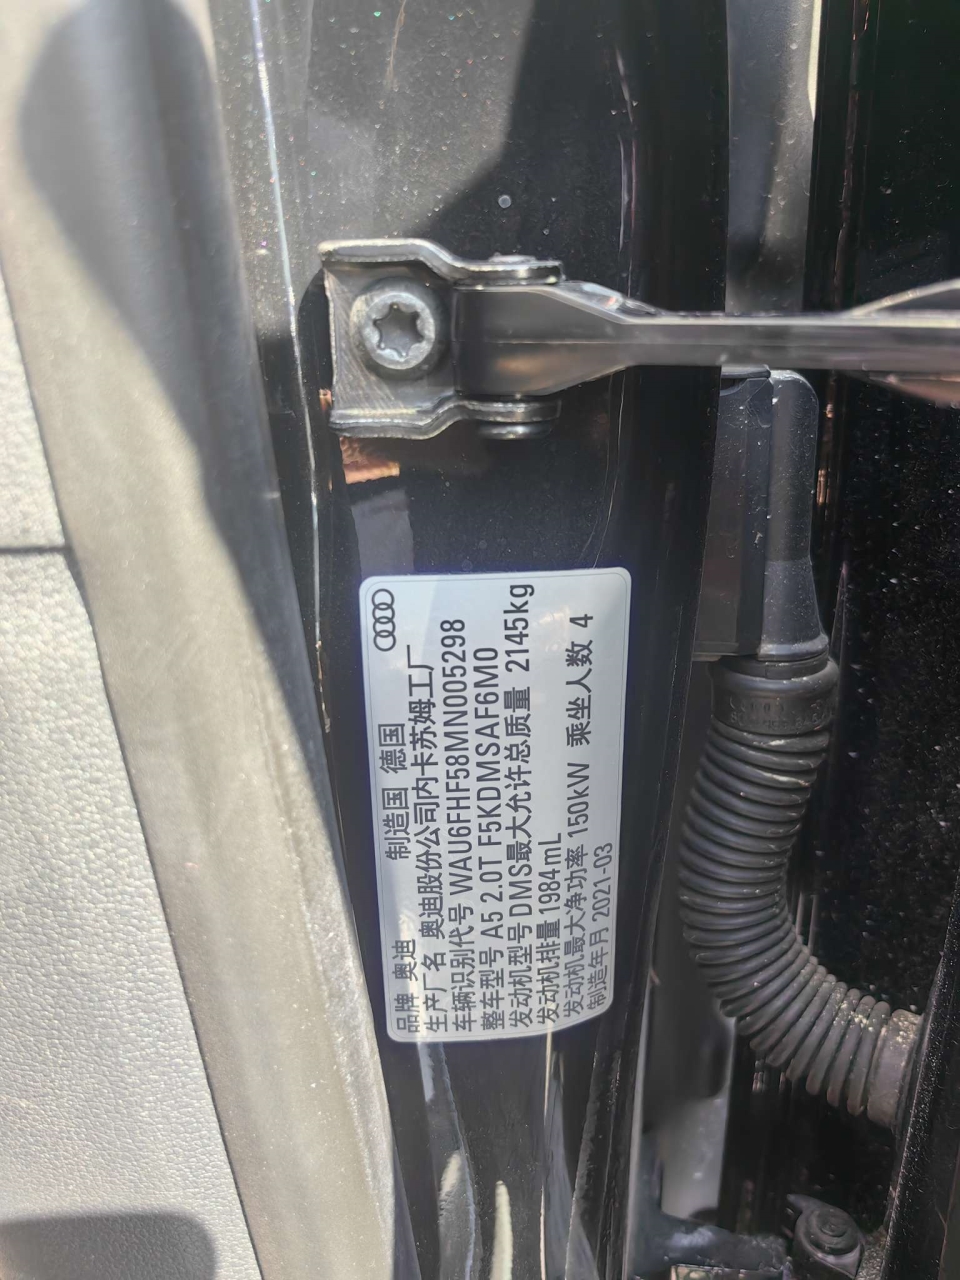 品牌 奥迪 制造国 德国
生产厂名 奥迪股份公司内卡苏姆工厂
车辆识别代号 WAU6FHF58MN005298
整车型号 A5 2.0T F5KDMSAF6M0
发动机型号 DMS最大允许总质量 2145kg
发动机排量 1984mL
发动机最大净功率 150kW 乘坐人数 4
制造年月 2021-03